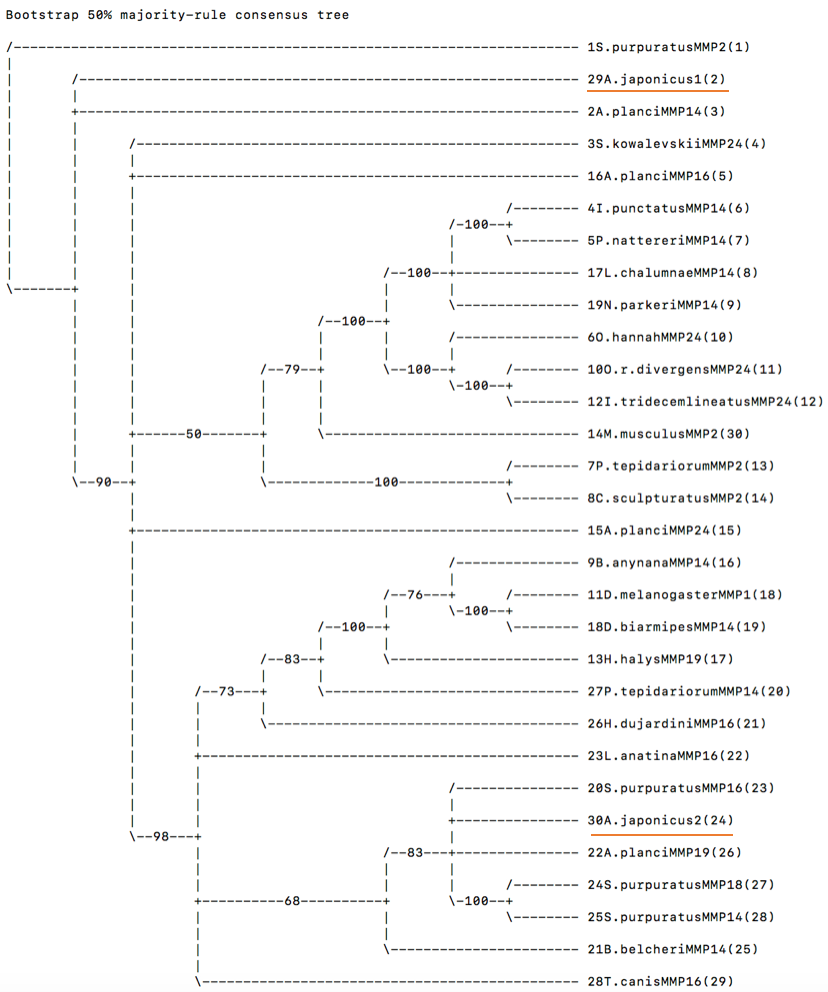 Bootstrap 50% majority-rule consensus tree
1S.purpuratusMMP2(1)
29A.japonicus1(2)
2A.planciMMP14(3)
3S.kowalevskiiMMP24(4)
16A.planciMMP16(5)
4I.punctatusMMP14(6)
100
5P.nattereriMMP14(7)
100
17L.chalumnaeMMP14(8)
19N.parkeriMMP14(9)
100
6O.hannahMMP24(10)
79
100
10O.r.divergensMMP24(11)
100
12I.tridecemlineatusMMP24(12)
50
14M.musculusMMP2(30)
7P.tepidariorumMMP2(13)
90
100
8C.sculpturatusMMP2(14)
15A.planciMMP24(15)
9B.anynanaMMP14(16)
76
11D.melanogasterMMP1(18)
100
100
18D.biarmipesMMP14(19)
83
13H.halysMMP19(17)
73
27P.tepidariorumMMP14(20)
26H.dujardiniMMP16(21)
23L.anatinaMMP16(22)
20S.purpuratusMMP16(23)
30A.japonicus2(24)
98
83
22A.planciMMP19(26)
24S.purpuratusMMP18(27)
68
100
25S.purpuratusMMP14(28)
21B.belcheriMMP14(25)
28T.canisMMP16(29)